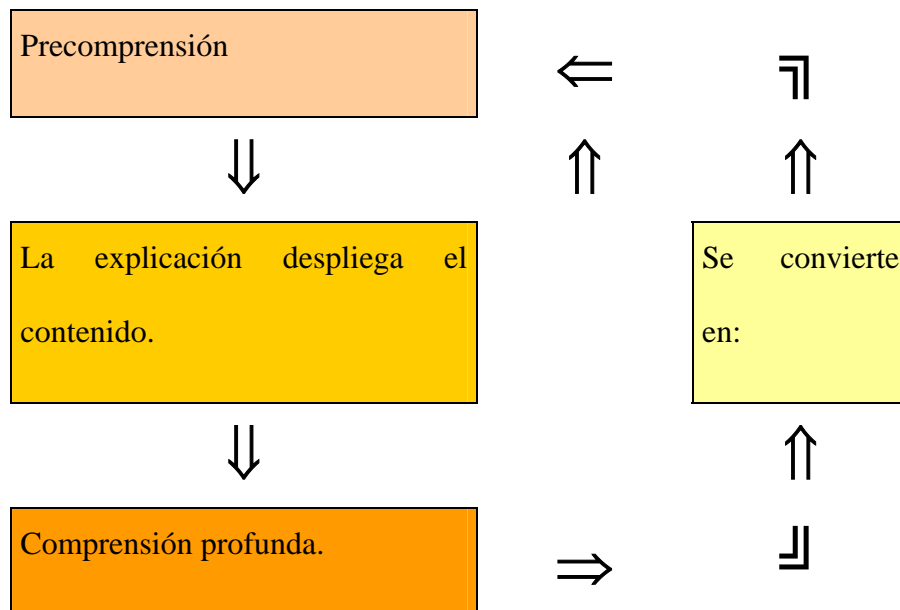 Precomprensión
La explicación despliega el
contenido.
Se convierte
en:
Comprensión profunda.